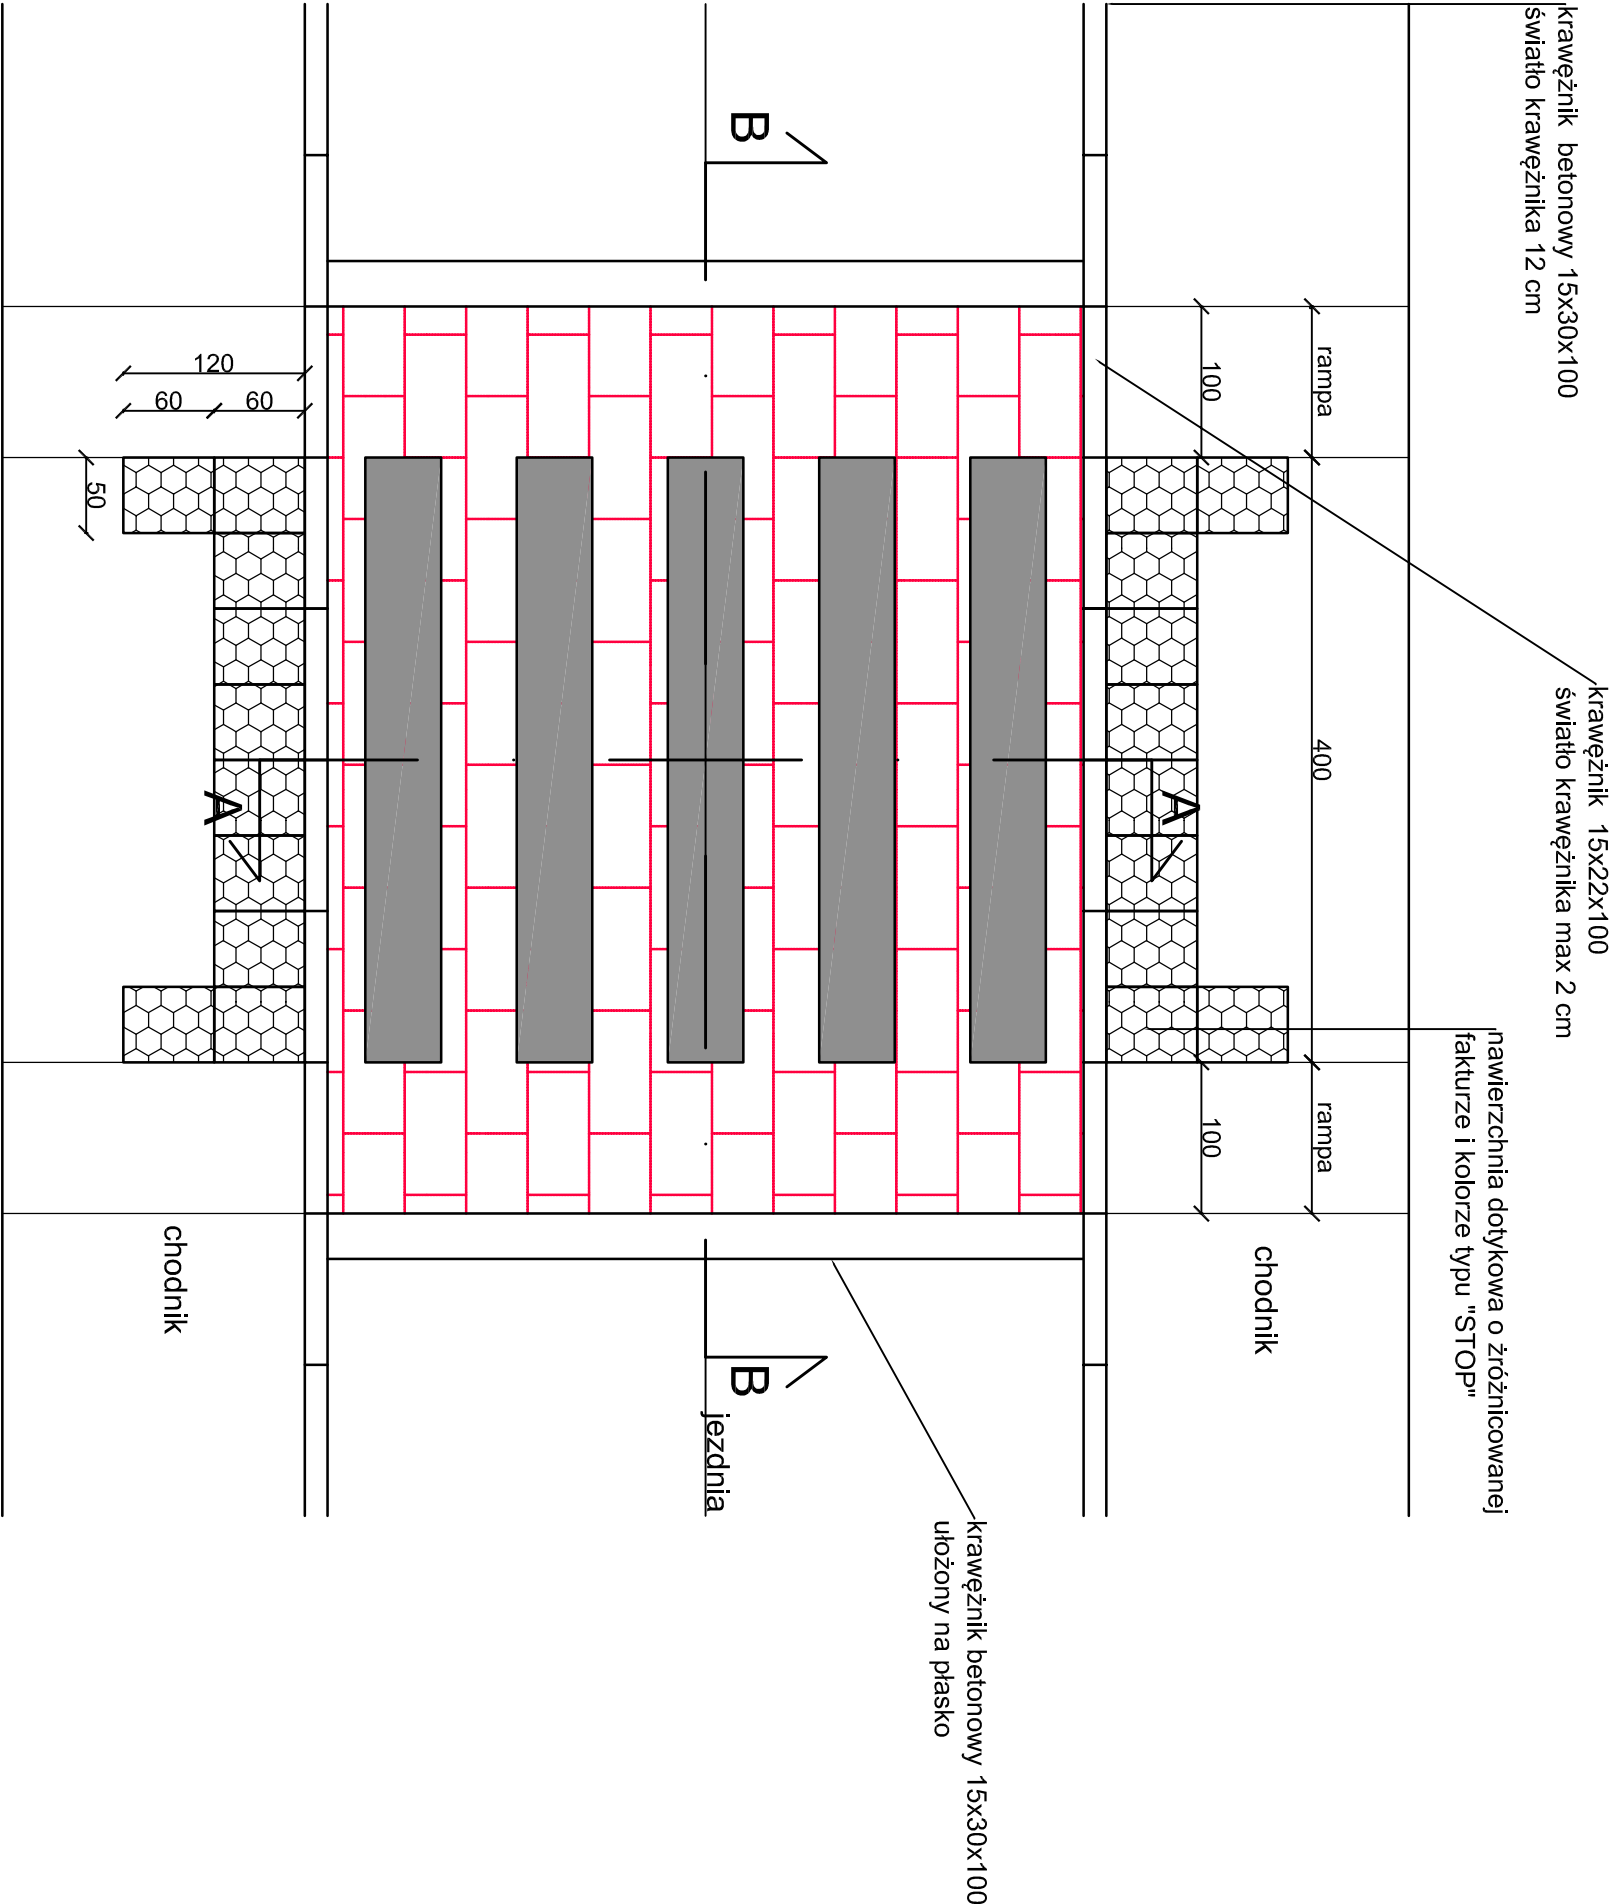 krawężnik betonowy 15x30x100
światło krawężnika 12 cm
krawężnik 15x22x100
światło krawężnika max 2 cm
nawierzchnia dotykowa o żróżnicowanej
fakturze i kolorze typu "STOP"
rampa
400
rampa
100
100
chodnik
B
B
A
A
jezdnia
krawężnik betonowy 15x30x100
ułożony na płasko
120
60
60
50
chodnik